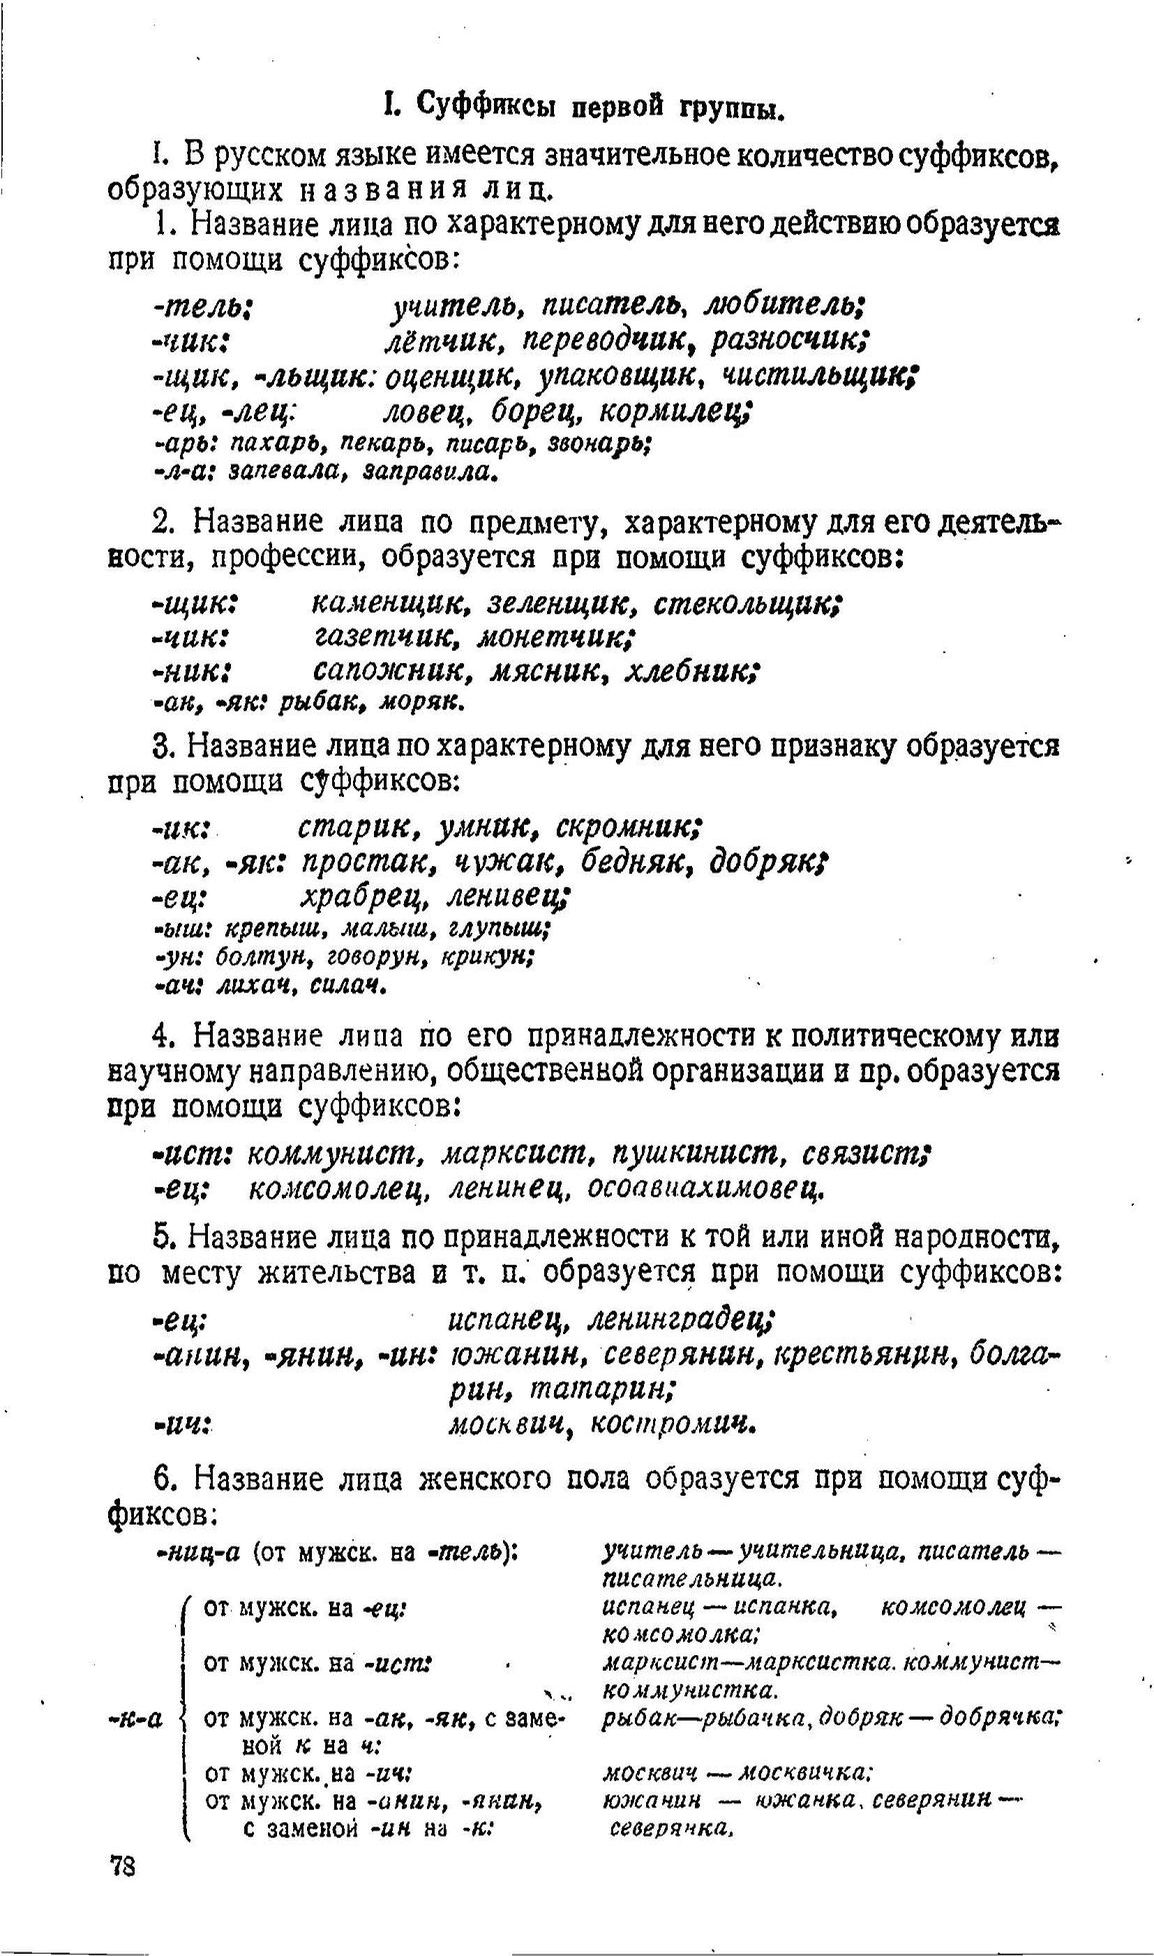 I. Суффиксы первой группы.
I. В русском языке имеется значительное количество суффиксов,
образующих названия лиц.
1. Название лица по характерному для него действию образуется
при помощи суффиксов:
-тель: учитель, писатель, любитель;
-чик: лётчик, переводчик, разносчик;
-щик, -льщик: оценщик, упаковщик, чистильщик;
-ец, -лец: ловец, борец, кормилец;
-арь: пахарь, пекарь, писарь, звонарь;
-л-а: запевала, заправила.
2. Название лица по предмету, характерному для его деятель-
ности, профессии, образуется при помощи суффиксов:
-щик: каменщик, зеленщик, стекольщик;
-чик: газетчик, монетчик;
-ник: сапожник, мясник, хлебник;
-ак, -як: рыбак, моряк.
3. Название лица по характерному для него признаку образуется
при помощи суффиксов:
-ик: старик, умник, скромник;
-ак, -як: простак, чужак, бедняк, добряк;
-ец: храбрец, ленивец;
-ыш: крепыш, малыш, глупыш;
-ун: болтун, говорун, крикун;
-ач: лихач, силач.
4. Название лица по его принадлежности к политическому или
научному направлению, общественной организации и пр. образуется
при помощи суффиксов:
-ист: коммунист, марксист, пушкинист, связист;
-ец: комсомолец, ленинец, осоавиахимовец.
5. Название лица по принадлежности к той или иной народности,
по месту жительства и т. п. образуется при помощи суффиксов:
-ец: испанец, ленинградец;
-анин, -янин, -ин: южанин, северянин, крестьянин, болга-
рин, татарин;
-ич: москвич, костромич.
6. Название лица женского пола образуется при помощи суф-
фиксов:
-ниц-а (от мужск. на -тель): учитель — учительница, писатель —
писательница.
от мужск. на -ец: испанец — испанка, комсомолец —
комсомолка;
от мужск. на -ист: марксист—марксистка. коммунист—
коммунистка.
-к-а от мужск. на -ак, -як, с заме- рыбак—рыбачка, добряк — добрячка;
ной к на ч:
от мужск. на -ич: москвич — москвичка:
от мужск. на -анин, -янин, южанин — южанка, северянин —
с заменой -ин на -к: северянка.
78